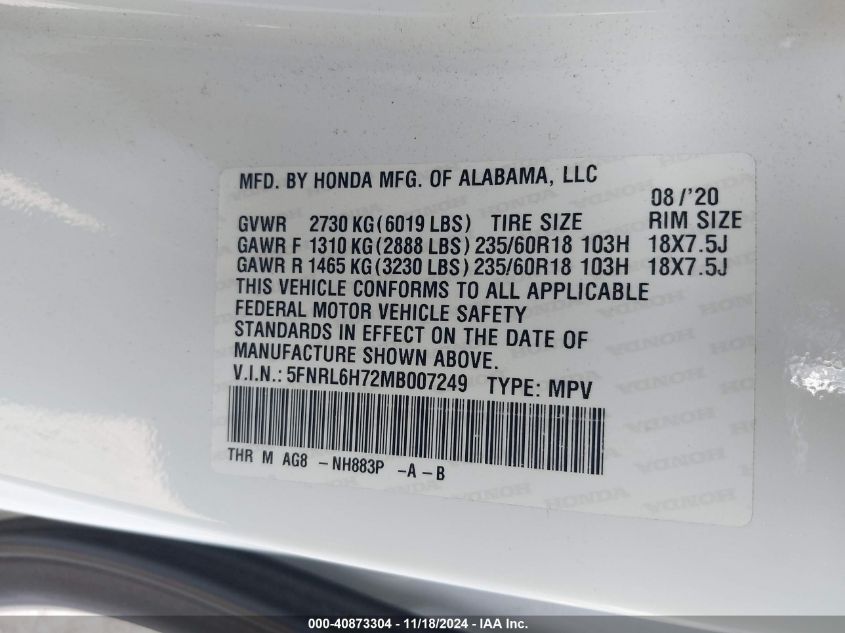 MFD. BY HONDA MFG. OF ALABAMA, LLC
08/'20
GVWR 2730 KG(6019 LBS) TIRE SIZE RIM SIZE
GAWR F 1310 KG(2888 LBS) 235/60R18 103H 18X7.5J
GAWR R 1465 KG(3230 LBS) 235/60R18 103H 18X7.5J
THIS VEHICLE CONFORMS TO ALL APPLICABLE
FEDERAL MOTOR VEHICLE SAFETY
STANDARDS IN EFFECT ON THE DATE OF
MANUFACTURE SHOWN ABOVE.
V.I.N.: 5FNRL6H72MB007249 TYPE: MPV
THR M AG8 -NH883P -A-B
000-40873304 - 11/18/2024 - IAA Inc.